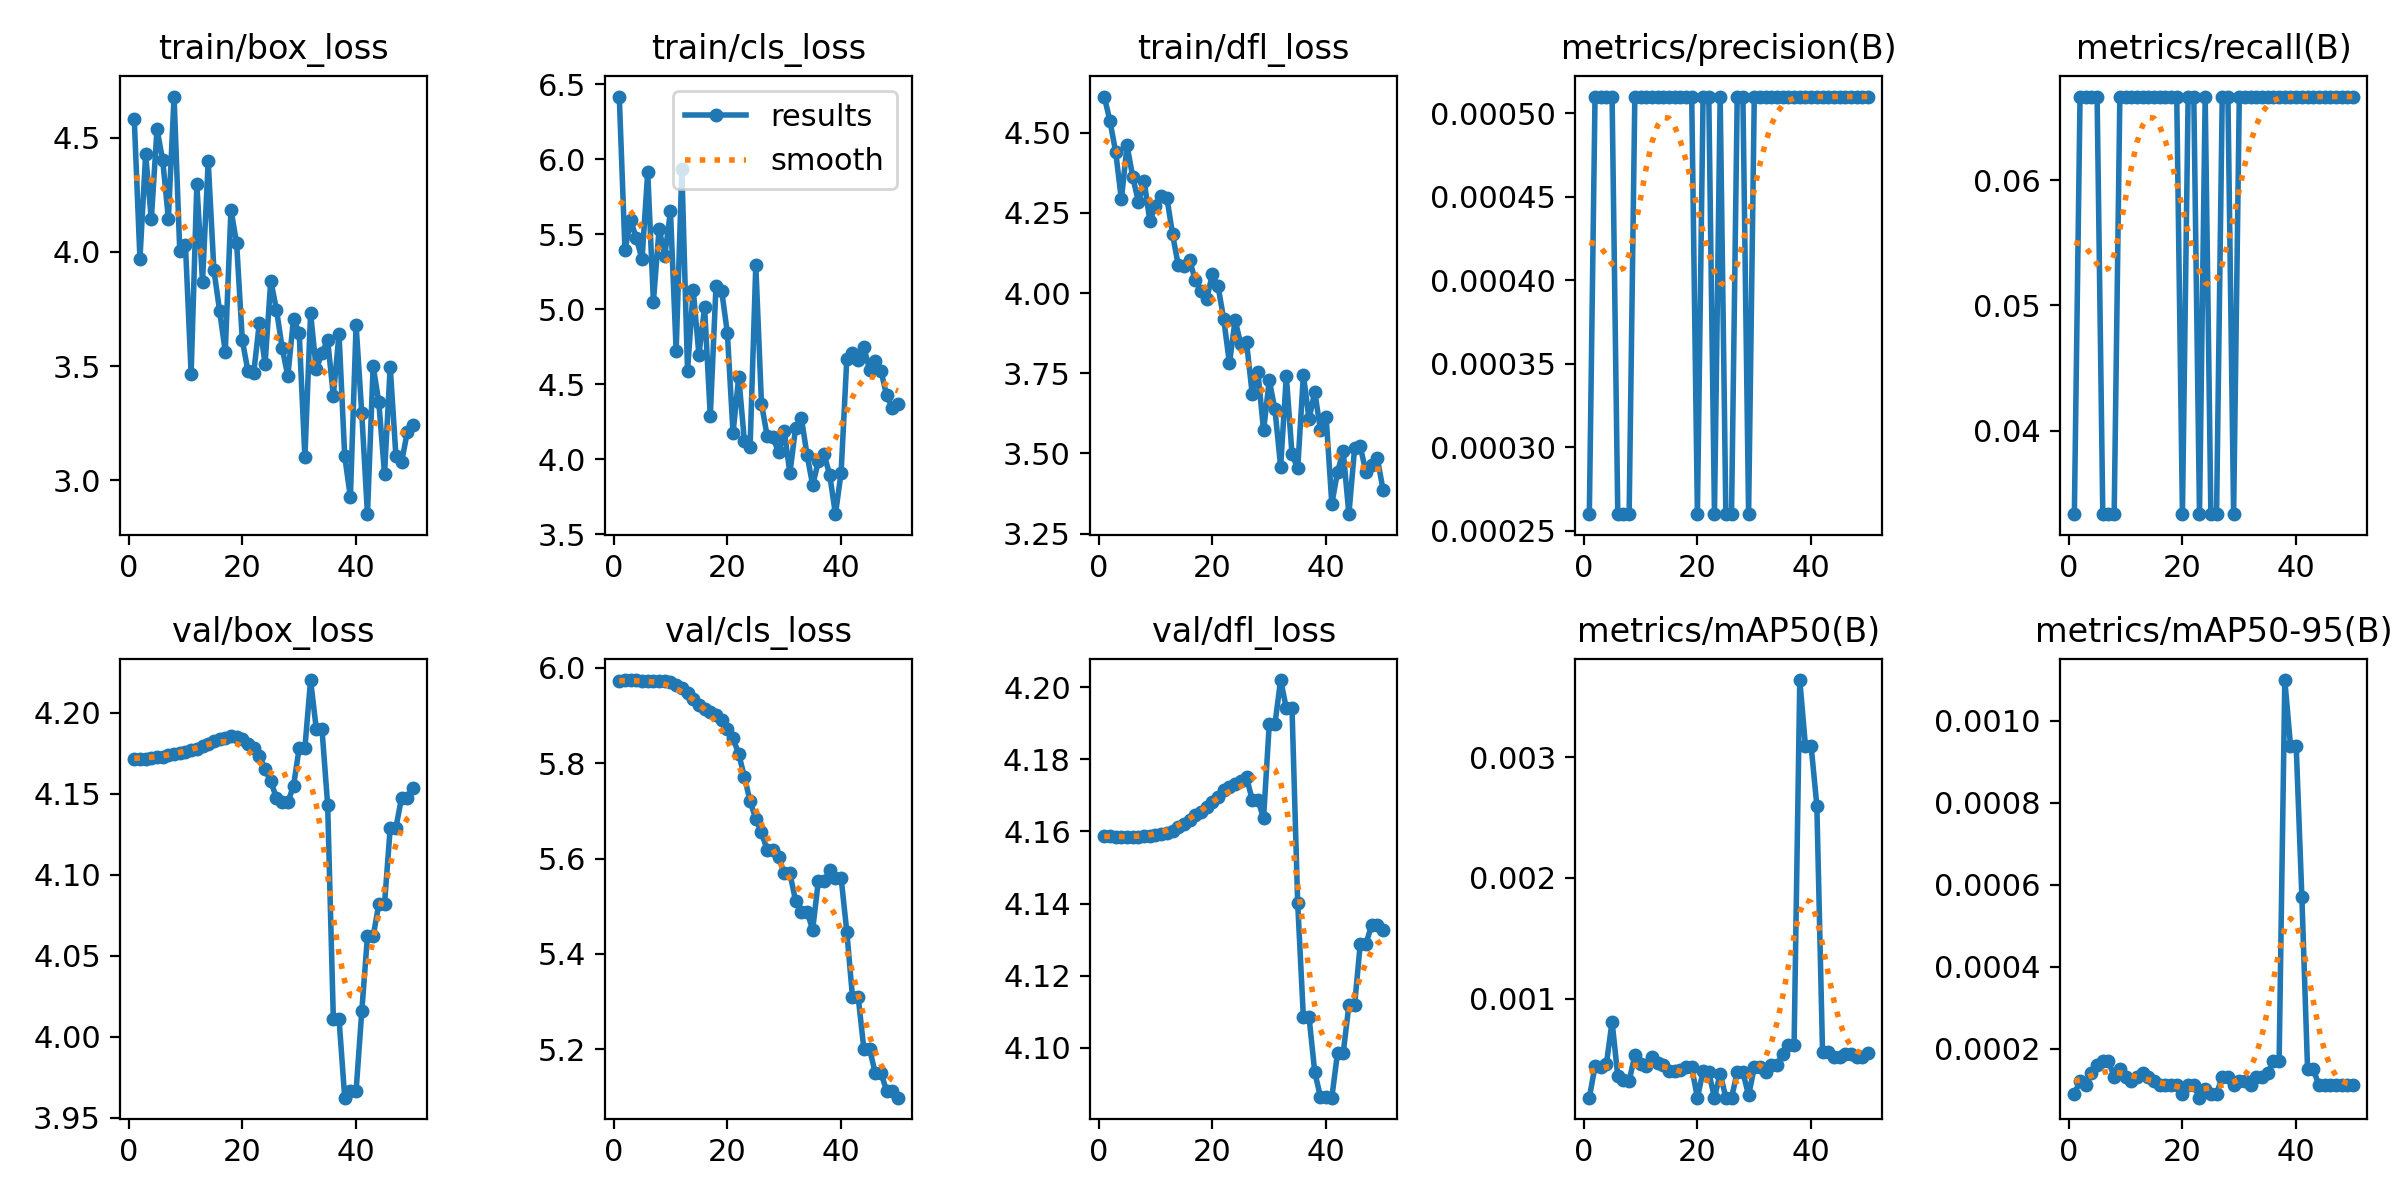 train/box_loss
4.5
4.0
3.5
3.0
0 20 40
train/cls_loss
results
smooth
6.5
6.0
5.5
5.0
4.5
4.0
3.5
0 20 40
train/dfl_loss
4.50
4.25
4.00
3.75
3.50
3.25
0 20 40
metrics/precision(B)
0.00050
0.00045
0.00040
0.00035
0.00030
0.00025
0 20 40
metrics/recall(B)
0.06
0.05
0.04
0 20 40
val/box_loss
4.20
4.15
4.10
4.05
4.00
3.95
0 20 40
val/cls_loss
6.0
5.8
5.6
5.4
5.2
0 20 40
val/dfl_loss
4.20
4.18
4.16
4.14
4.12
4.10
0 20 40
metrics/mAP50(B)
0.003
0.002
0.001
0 20 40
metrics/mAP50-95(B)
0.0010
0.0008
0.0006
0.0004
0.0002
0 20 40